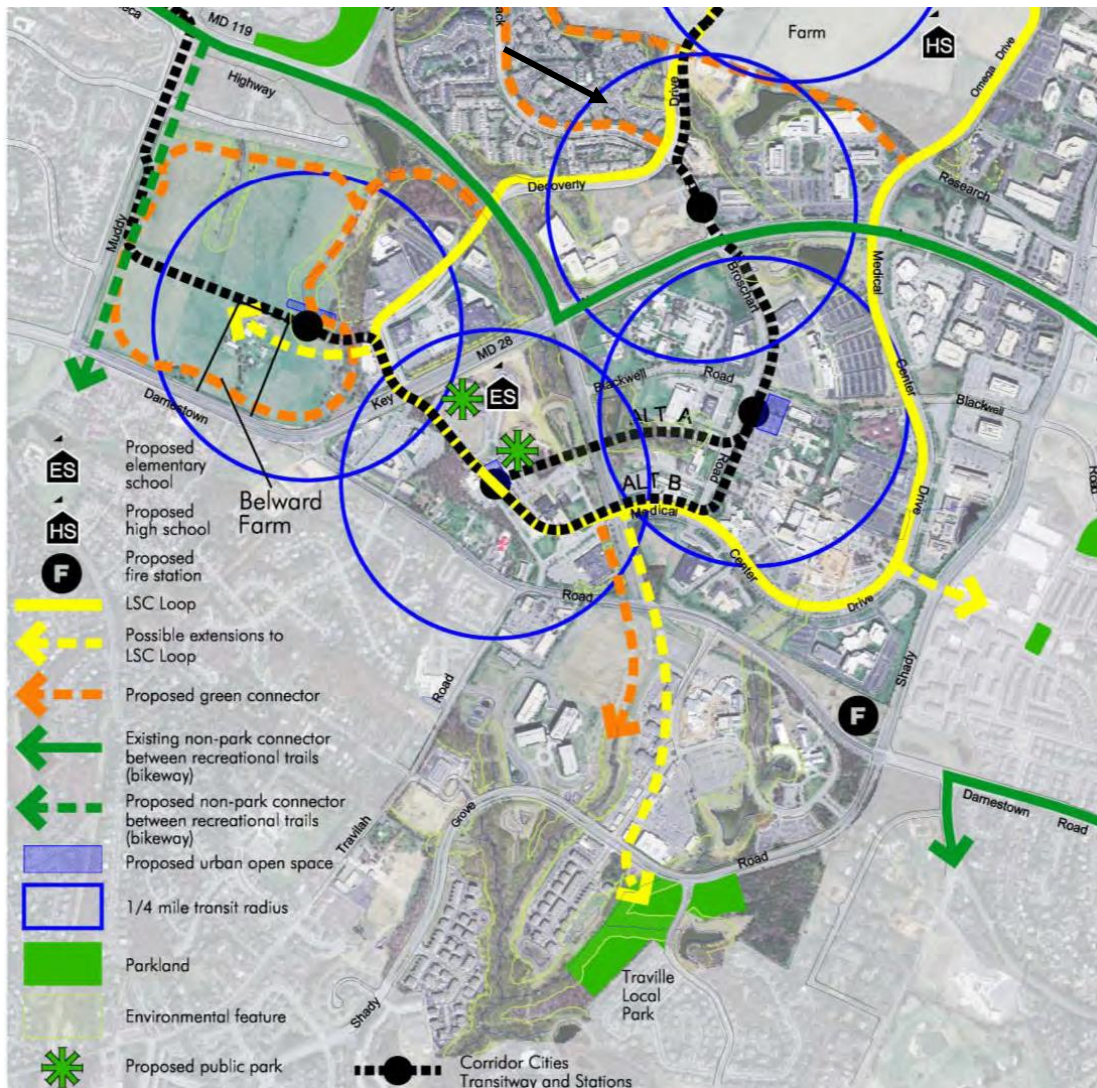 eca
MD 119
ack
Farm
HS
Highway
Drive
Omega Drive
Decoverly
Research
Muddy
Medical
Broschart
MD 28
Key
ES
Blackwell
Road
Center
Blackwell
Darnestown
ALT. A
Road
Road
ALT B
Medical
Drive
Center
Drive
Belward
Farm
Road
Shady
Road
F
Darnestown
Road
Grove
Travilah
Road
Shady
Traville
Local
Park
ES
Proposed
elementary
school
HS
Proposed
high school
F
Proposed
fire station
LSC Loop
Possible extensions to
LSC Loop
Proposed green connector
Existing non-park connector
between recreational trails
(bikeway)
Proposed non-park connector
between recreational trails
(bikeway)
Proposed urban open space
1/4 mile transit radius
Parkland
Environmental feature
Proposed public park
Corridor Cities
Transitway and Stations